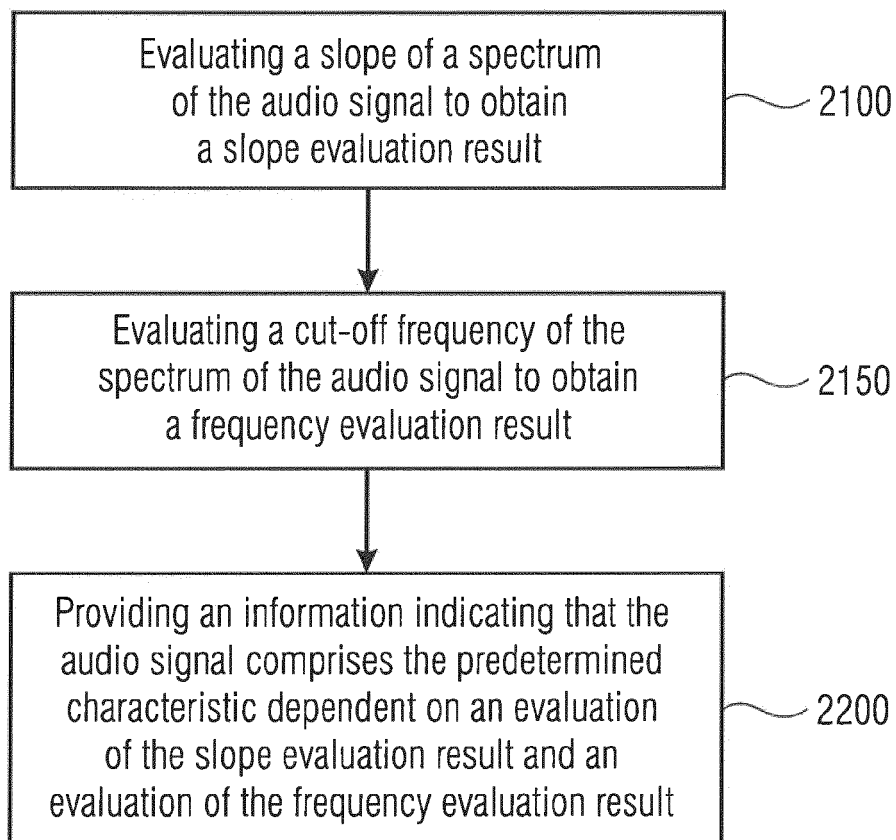 Evaluating a slope of a spectrum
of the audio signal to obtain
a slope evaluation result
2100
Evaluating a cut-off frequency of the
spectrum of the audio signal to obtain
a frequency evaluation result
2150
Providing an information indicating that the
audio signal comprises the predetermined
characteristic dependent on an evaluation
of the slope evaluation result and an
evaluation of the frequency evaluation result
2200